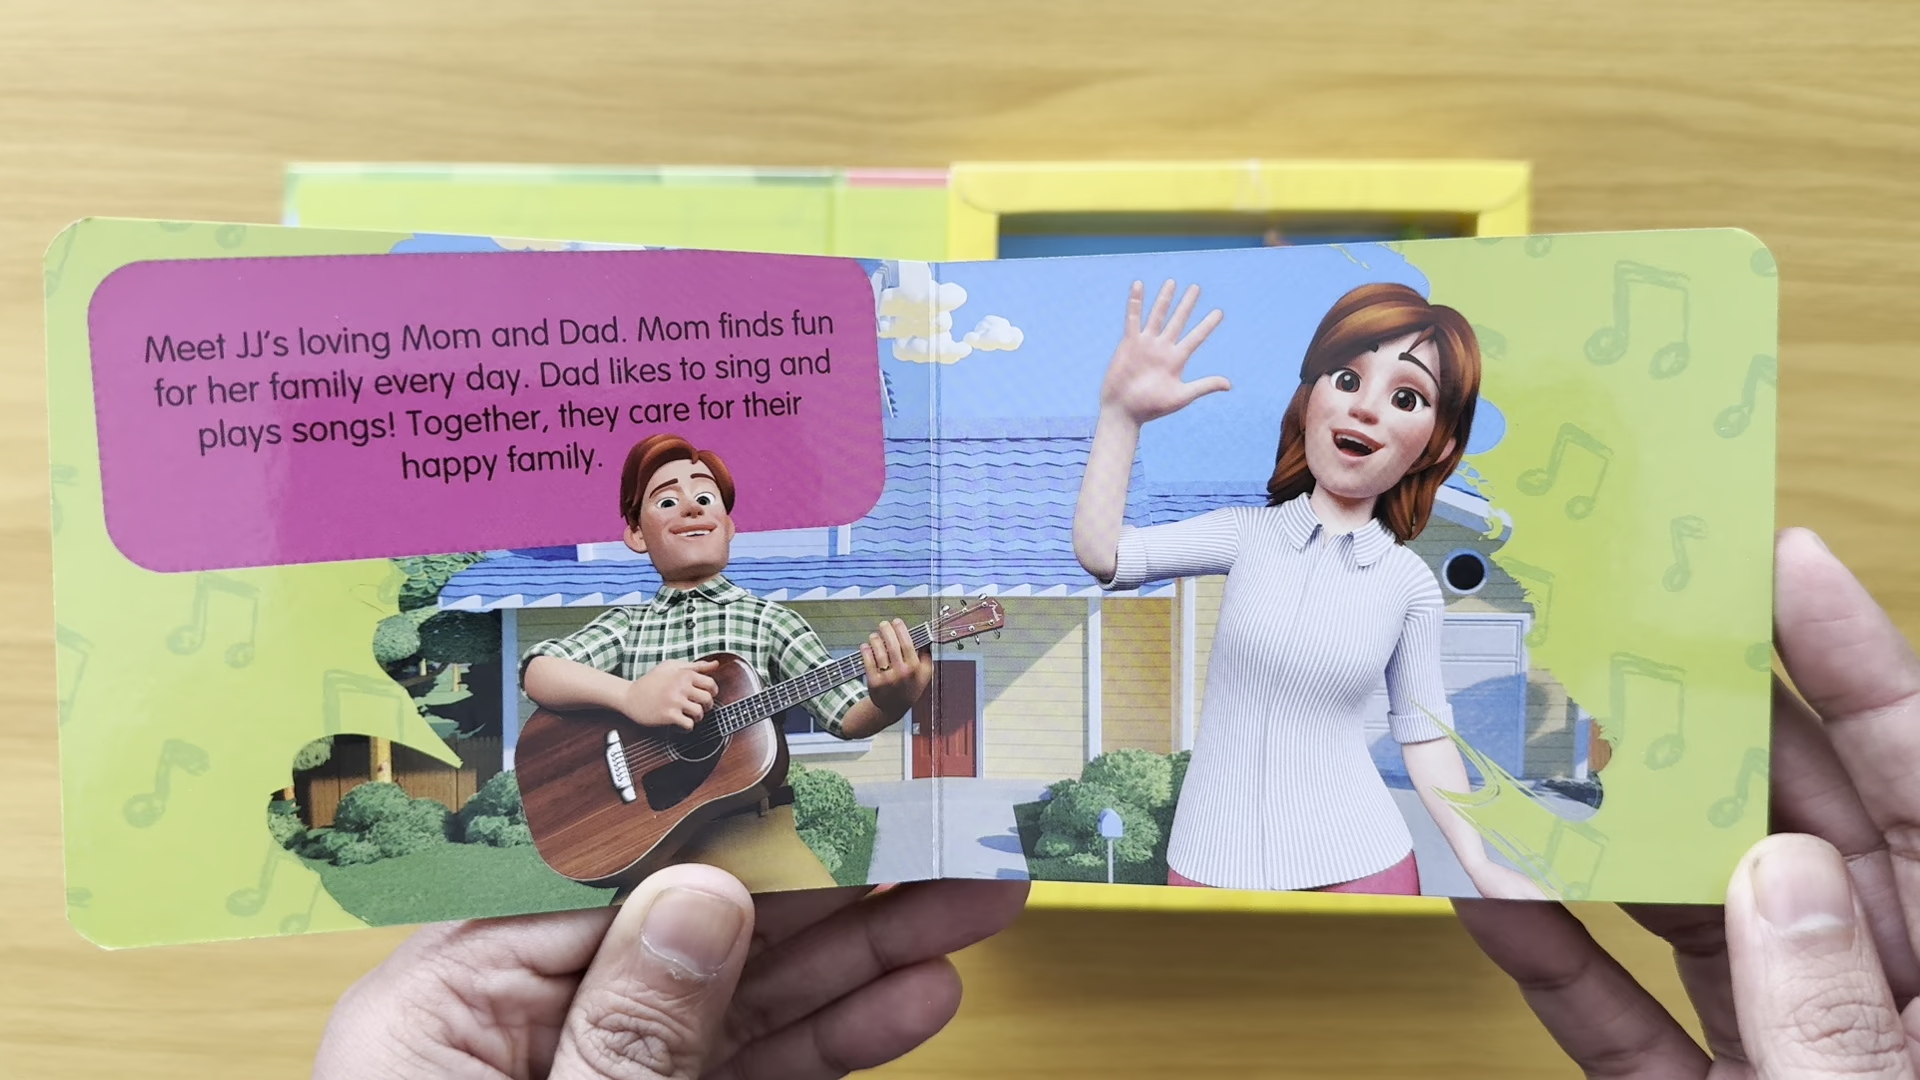 Meet JJ's loving Mom and Dad. Mom finds fun
for her family every day. Dad likes to sing and
plays songs! Together, they care for their
happy family.